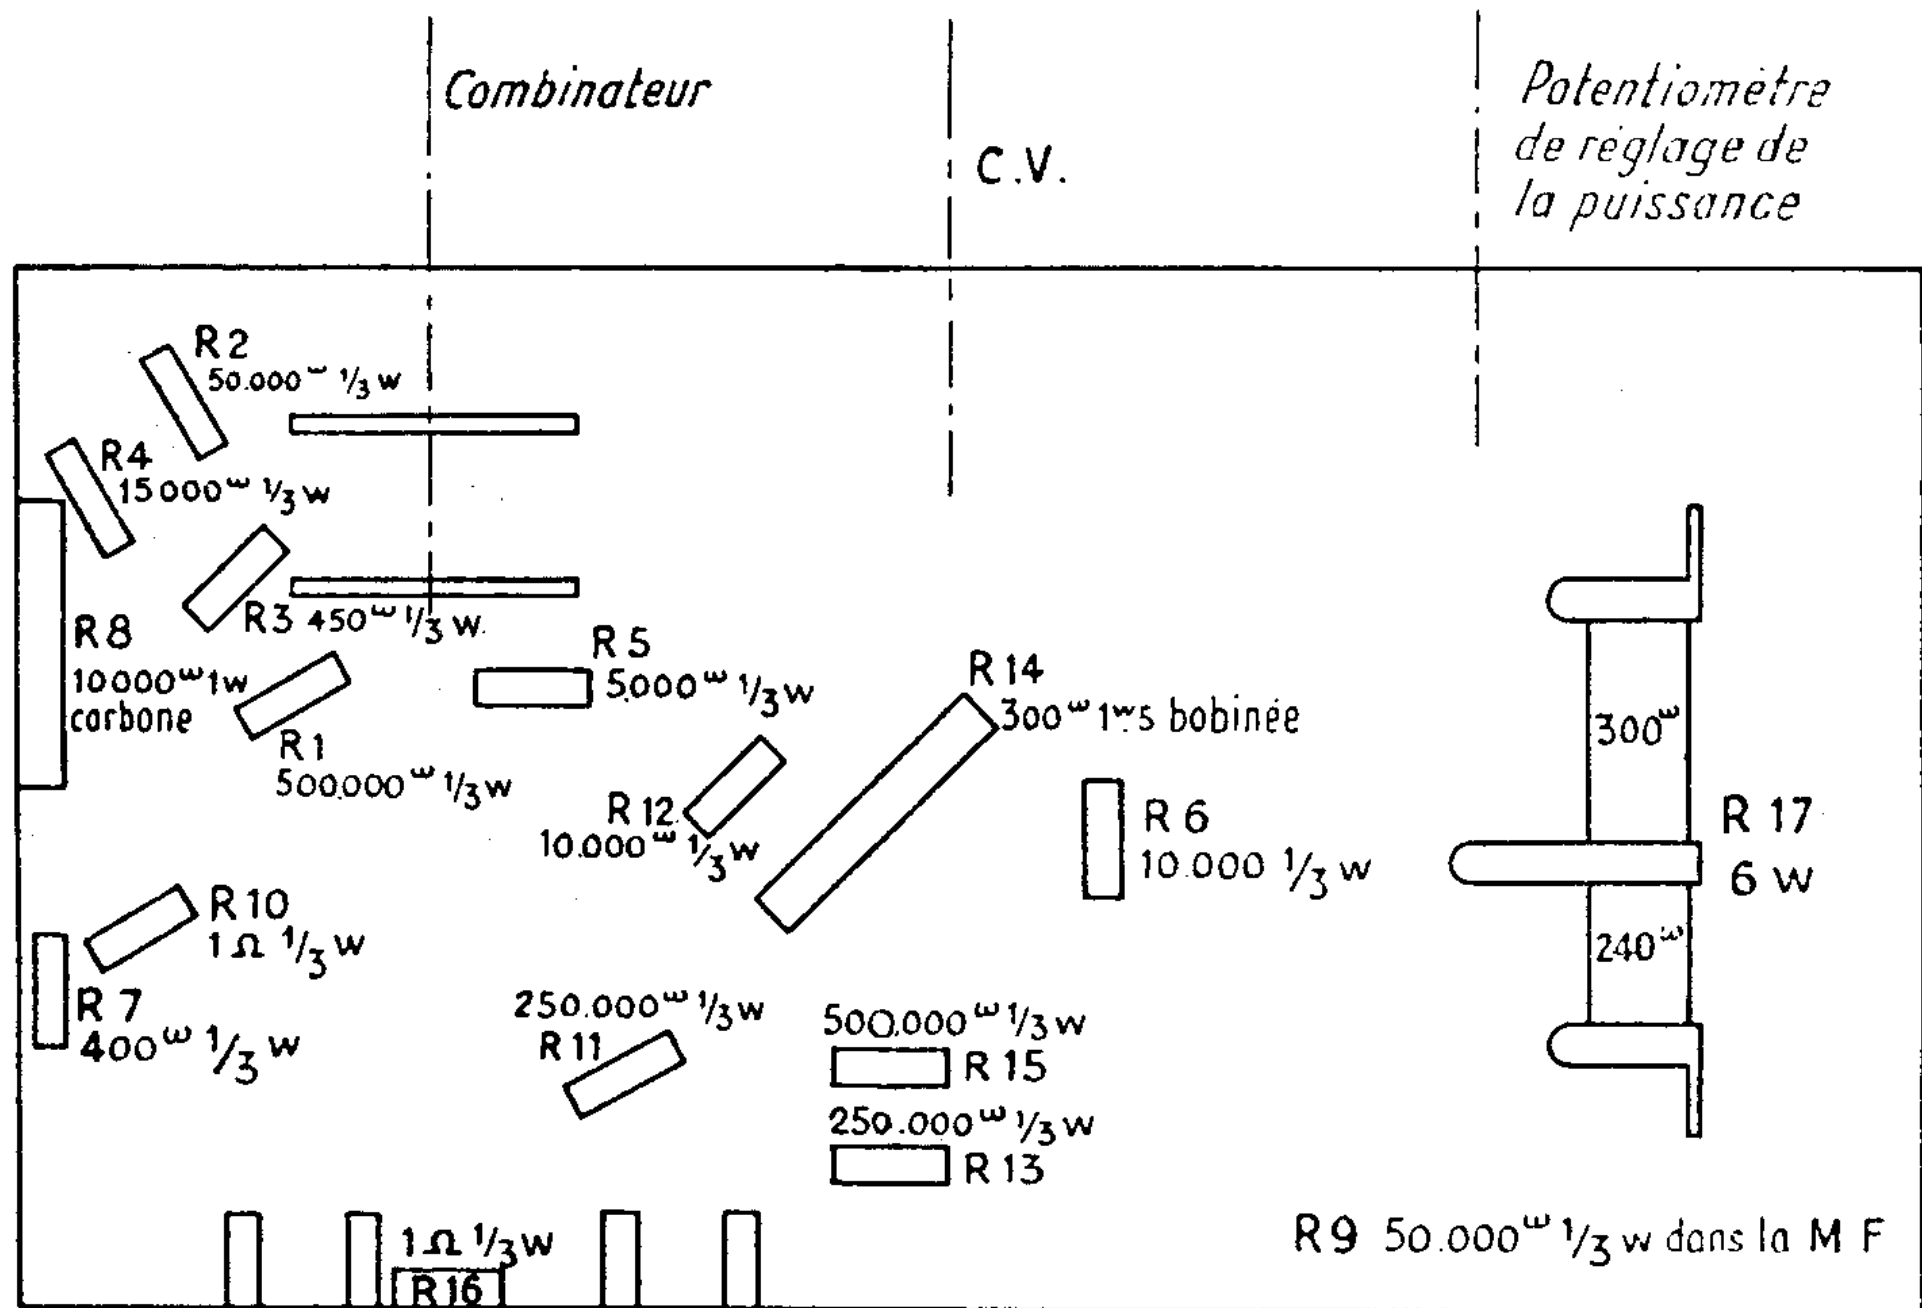 Combinateur
C.V.
Potentiomètre
de réglage de
la puissance
R2
50.000ω 1/3 w
R4
15000ω 1/3 w
R3 450ω 1/3 w.
R8
10000ω 1w
carbone
R1
500.000ω 1/3 w
R5
5.000ω 1/3 w
R14
300ω 1w.5 bobinée
R12
10.000ω 1/3 w
R6
10.000 1/3 w
300ω
R17
6 W
240ω
R10
1Ω 1/3 w
R7
400ω 1/3 w
250.000ω 1/3 w
R11
500.000ω 1/3 w
R15
250.000ω 1/3 w
R13
1Ω 1/3 w
R16
R9 50.000ω 1/3 w dans la M F